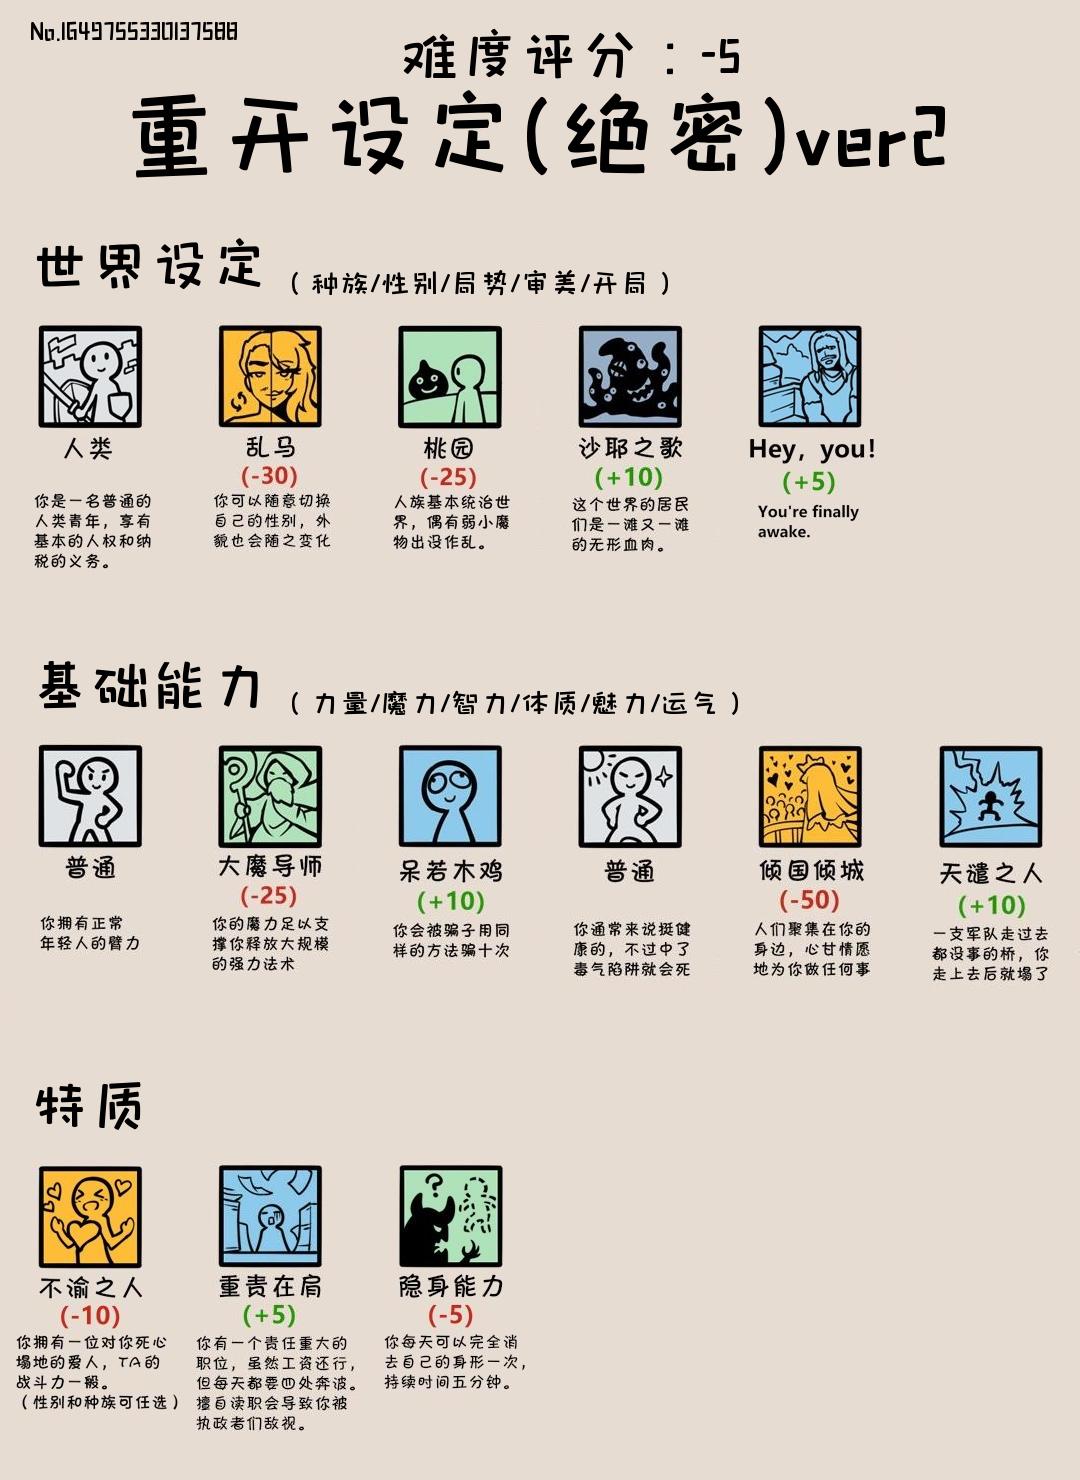 No.1649755330137588
难度评分：-5
重开设定(绝密)ver2
世界设定（种族/性别/局势/审美/开局）
人类
你是一名普通的
人类青年，享有
基本的人权和纳
税的义务。
乱马
(-30)
你可以随意切换
自己的性别，外
貌也会随之变化
桃园
(-25)
人族基本统治世
界，偶有弱小魔
物出设作乱。
沙耶之歌
(+10)
这个世界的居民
们是一滩又一滩
的无形血肉。
Hey, you!
(+5)
You're finally
awake.
基础能力（力量/魔力/智力/体质/魅力/运气）
普通
你拥有正常
年轻人的臂力
大魔导师
(-25)
你的魔力足以支
撑你释放大规模
的强力法术
呆若木鸡
(+10)
你会被骗子用同
样的方法骗十次
普通
你通常来说挺健
康的，不过中了
毒气陷阱就会死
倾国倾城
(-50)
人们聚集在你的
身边，心甘情愿
地为你做任何事
天谴之人
(+10)
一支军队走过去
都没事的桥，你
走上去后就塌了
特质
不渝之人
(-10)
你拥有一位对你死心
塌地的爱人，TA的
战斗力一般。
（性别和种族可任选）
重责在肩
(+5)
你有一个责任重大的
职位，虽然工资还行，
但每天都要四处奔波。
擅自渎职会导致你被
执政者们敌视。
隐身能力
(-5)
你每天可以完全消
去自己的身形一次，
持续时间五分钟。